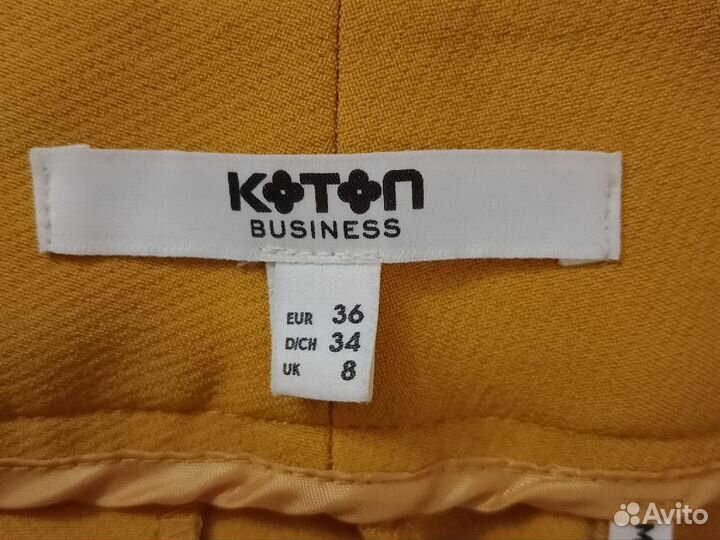 KOTON
BUSINESS
EUR 36
D/CH 34
UK 8
M
Avito